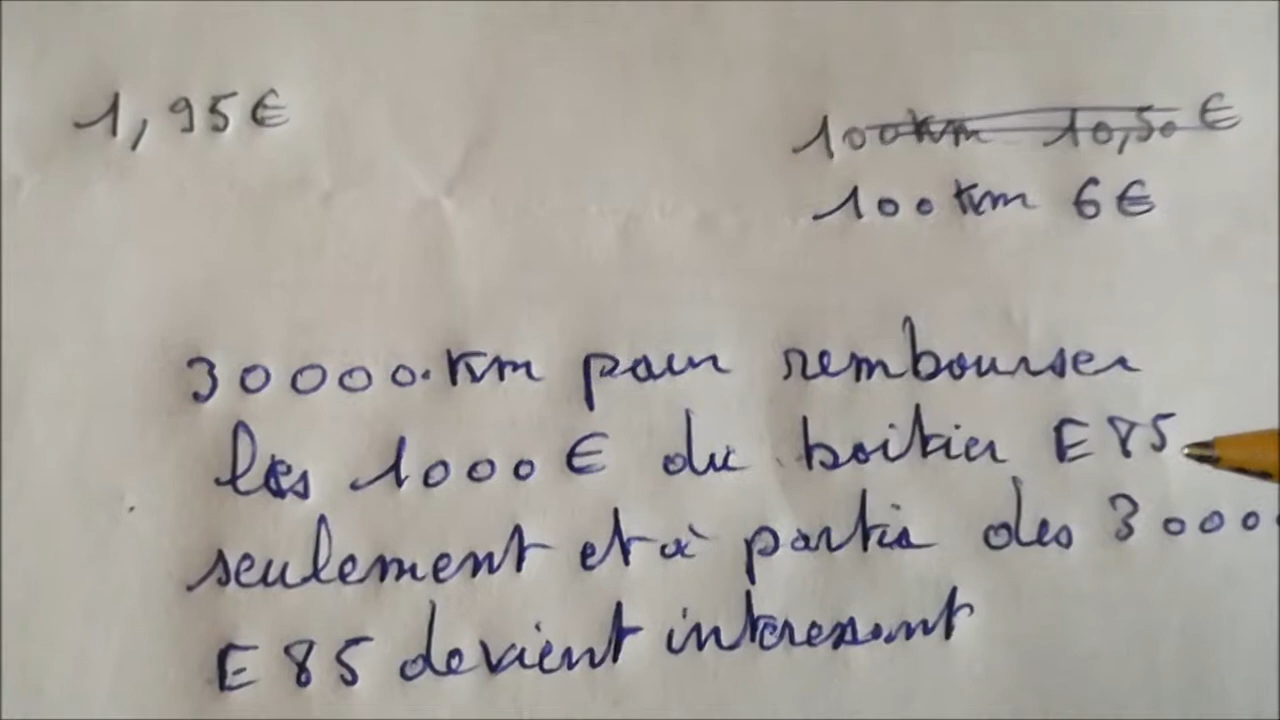 1,95€
100km 10,50€
100km 6€
30000.km pour rembourser
les 1000€ du boitier E85
seulement et à partir des 3000
E85 devient interessant